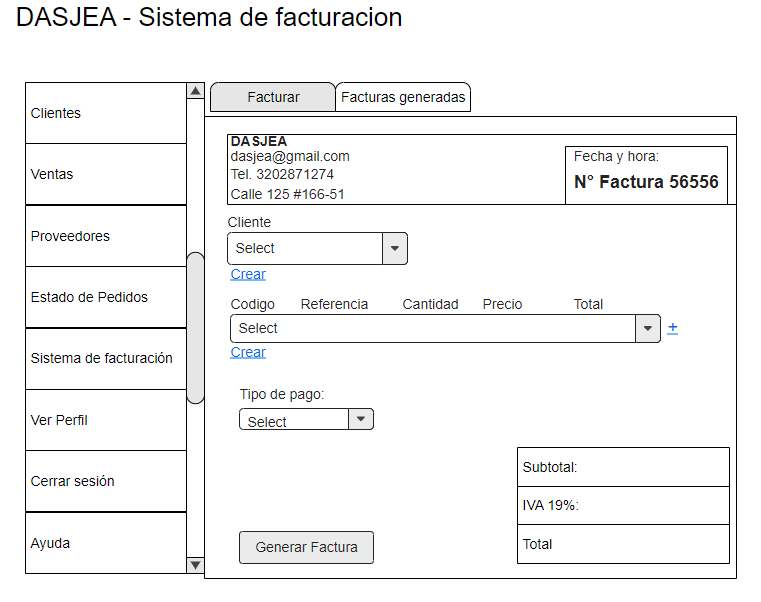 DASJEA - Sistema de facturacion
Clientes
Ventas
Proveedores
Estado de Pedidos
Sistema de facturación
Ver Perfil
Cerrar sesión
Ayuda
Facturar
Facturas generadas
DASJEA
dasjea@gmail.com
Tel. 3202871274
Calle 125 #166-51
Fecha y hora:
N° Factura 56556
Cliente
Select
Crear
Codigo Referencia Cantidad Precio Total
Select +
Crear
Tipo de pago:
Select
Subtotal:
IVA 19%:
Total
Generar Factura